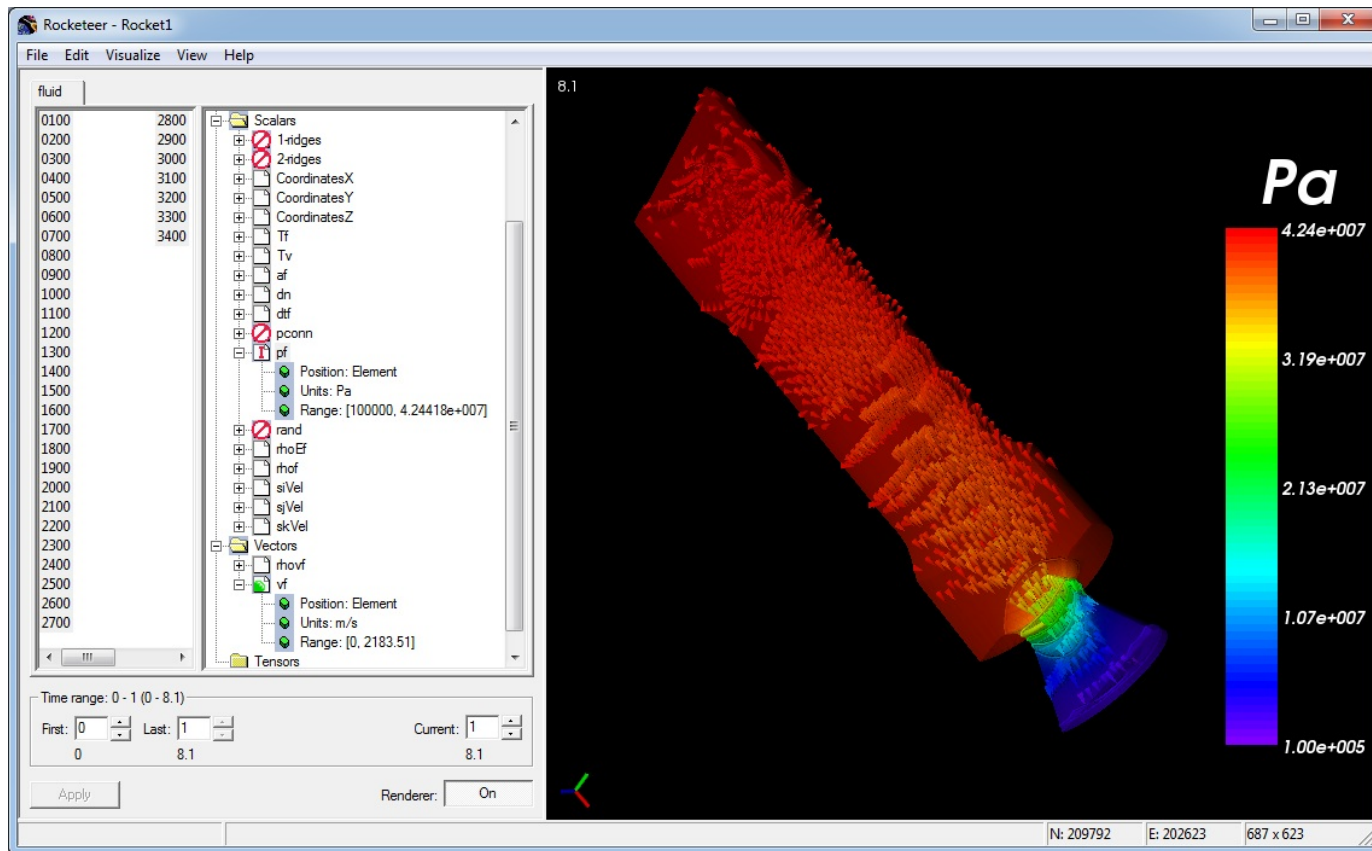 Rocketeer - Rocket1
File Edit Visualize View Help
fluid
0100 2800
0200 2900
0300 3000
0400 3100
0500 3200
0600 3300
0700 3400
0800
0900
1000
1100
1200
1300
1400
1500
1600
1700
1800
1900
2000
2100
2200
2300
2400
2500
2600
2700
Scalars
1-ridges
2-ridges
CoordinatesX
CoordinatesY
CoordinatesZ
Tf
Tv
af
dn
dtf
pconn
pf
Position: Element
Units: Pa
Range: [100000, 4.24418e+007]
rand
rhoEf
rhof
siVel
sjVel
skVel
Vectors
rhovf
vf
Position: Element
Units: m/s
Range: [0, 2183.51]
Tensors
Time range: 0 - 1 (0 - 8.1)
First: 0 Last: 1 Current: 1
0 8.1 8.1
Apply Renderer: On
8.1
Pa
4.24e+007
3.19e+007
2.13e+007
1.07e+007
1.00e+005
N: 209792 E: 202623 687 x 623